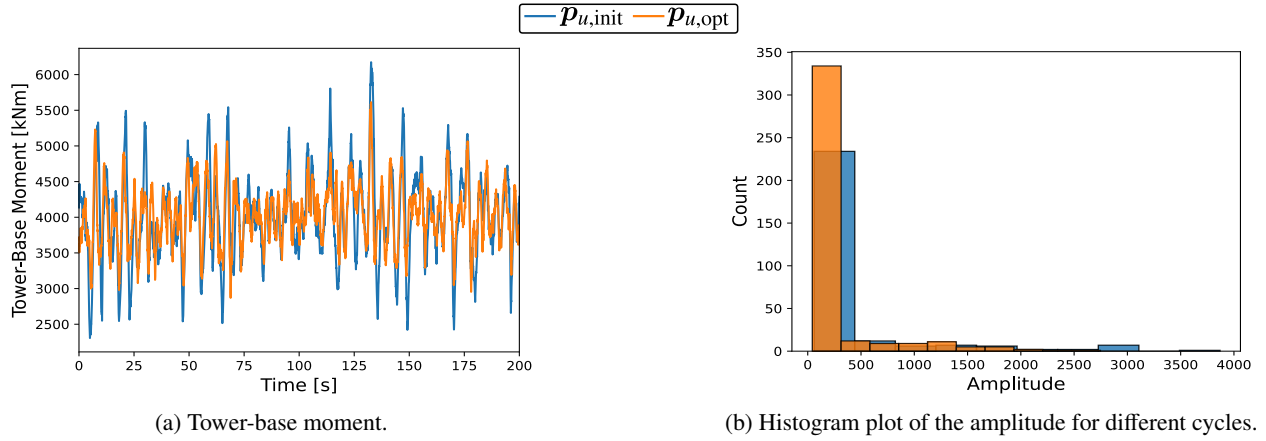 p_{u,init} p_{u,opt}
Tower-Base Moment [kNm]
6000
5500
5000
4500
4000
3500
3000
2500
0 25 50 75 100 125 150 175 200
Time [s]
(a) Tower-base moment.
Count
350
300
250
200
150
100
50
0
0 500 1000 1500 2000 2500 3000 3500 4000
Amplitude
(b) Histogram plot of the amplitude for different cycles.